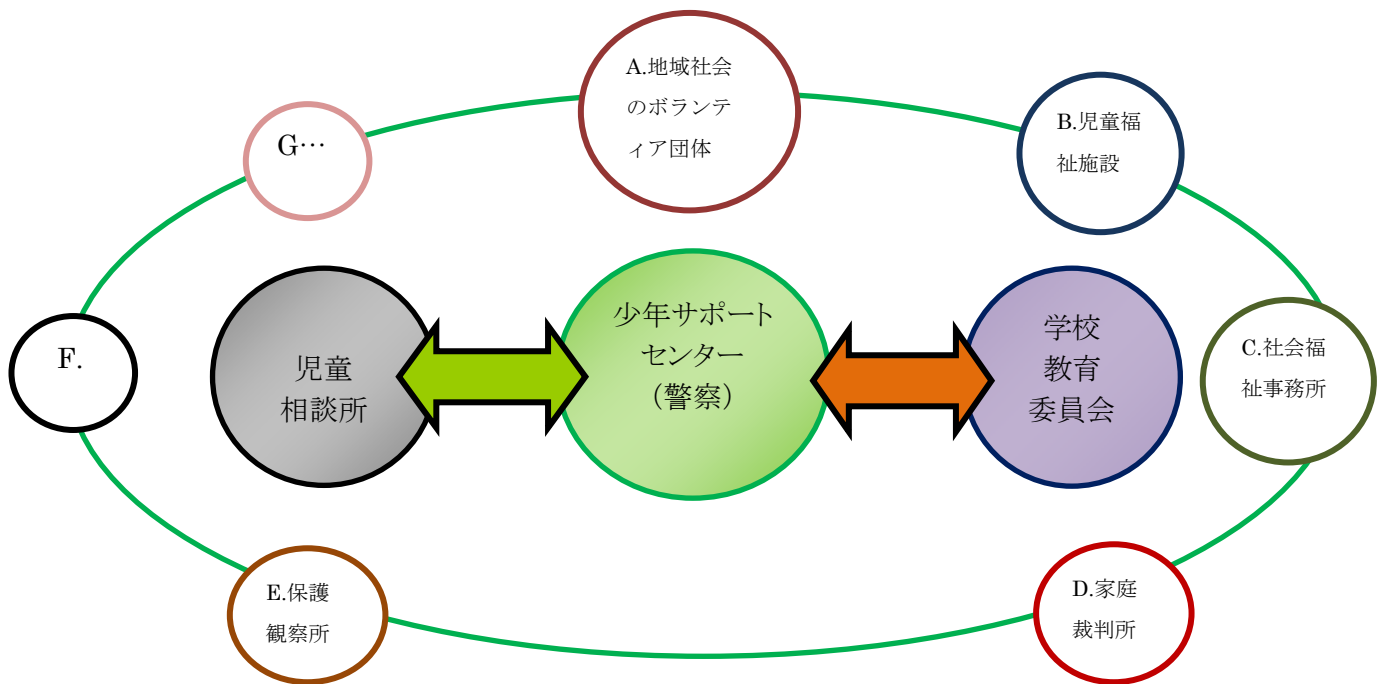 A.地域社会
のボランテ
ィア団体
B.児童福
祉施設
G…
少年サポート
センター
（警察）
学校
教育
委員会
児童
相談所
F.
C.社会福
祉事務所
E.保護
観察所
D.家庭
裁判所